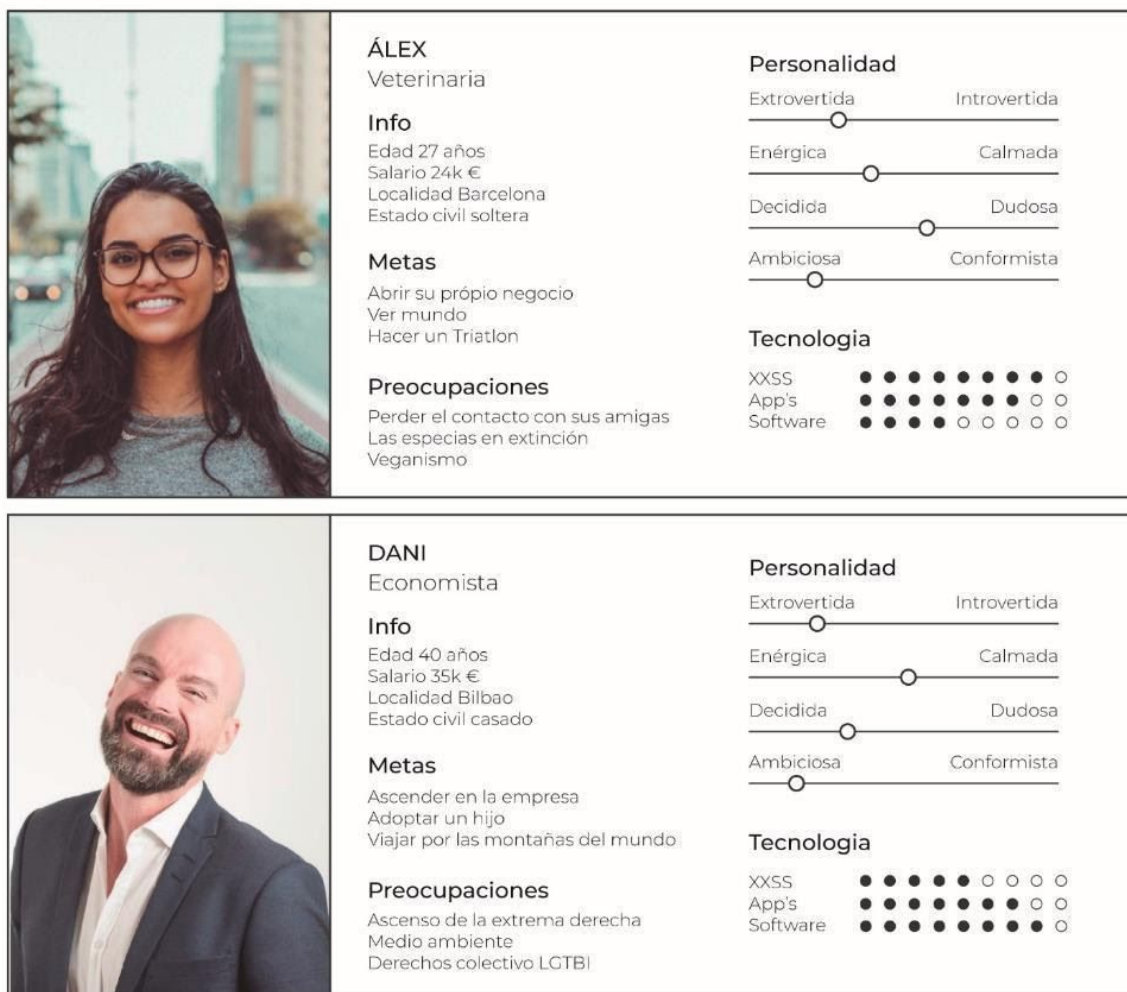 ÁLEX
Veterinaria
Info
Edad 27 años
Salario 24k €
Localidad Barcelona
Estado civil soltera
Metas
Abrir su própio negocio
Ver mundo
Hacer un Triatlon
Preocupaciones
Perder el contacto con sus amigas
Las especias en extinción
Veganismo
Personalidad
Extrovertida Introvertida
Enérgica Calmada
Decidida Dudosa
Ambiciosa Conformista
Tecnologia
XXSS
App's
Software
DANI
Economista
Info
Edad 40 años
Salario 35k €
Localidad Bilbao
Estado civil casado
Metas
Ascender en la empresa
Adoptar un hijo
Viajar por las montañas del mundo
Preocupaciones
Ascenso de la extrema derecha
Medio ambiente
Derechos colectivo LGTBI
Personalidad
Extrovertida Introvertida
Enérgica Calmada
Decidida Dudosa
Ambiciosa Conformista
Tecnologia
XXSS
App's
Software